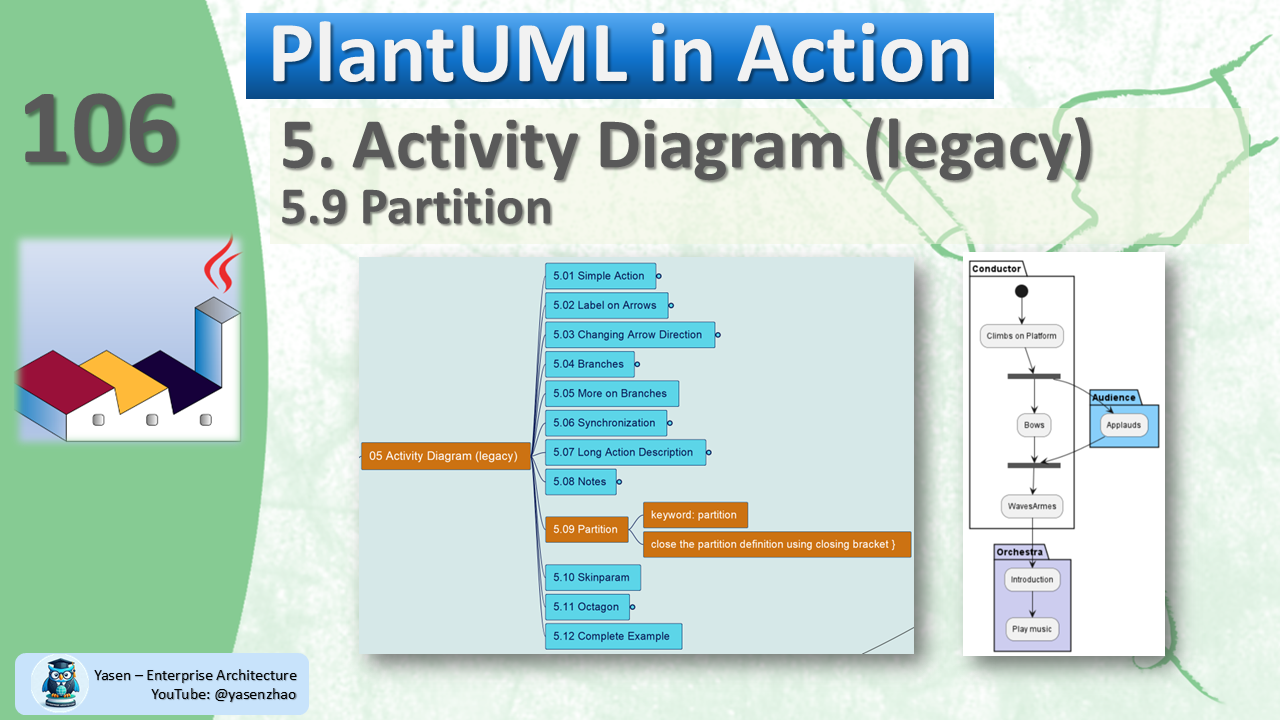 PlantUML in Action
106
5. Activity Diagram (legacy)
5.9 Partition
05 Activity Diagram (legacy)
5.01 Simple Action
5.02 Label on Arrows
5.03 Changing Arrow Direction
5.04 Branches
5.05 More on Branches
5.06 Synchronization
5.07 Long Action Description
5.08 Notes
5.09 Partition
keyword: partition
close the partition definition using closing bracket }
5.10 Skinparam
5.11 Octagon
5.12 Complete Example
Conductor
Climbs on Platform
Audience
Bows
Applauds
WavesArmes
Orchestra
Introduction
Play music
Yasen – Enterprise Architecture
YouTube: @yasenzhao